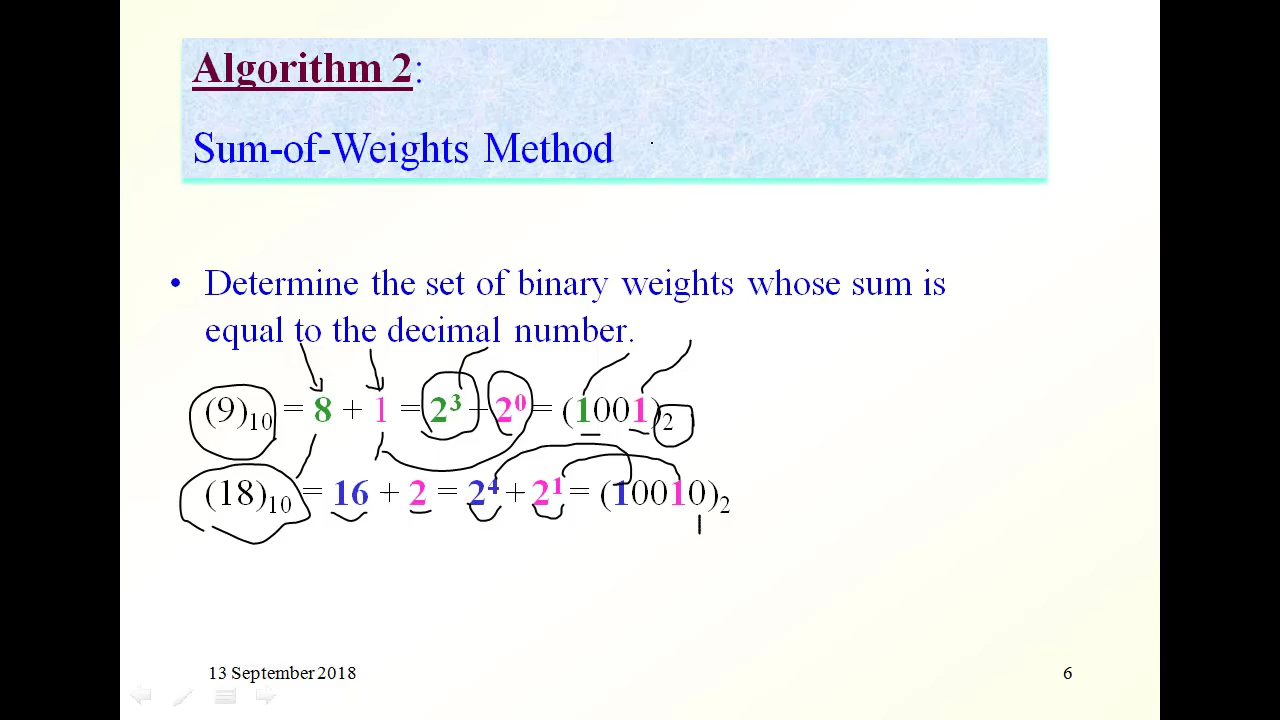 Algorithm 2:
Sum-of-Weights Method
• Determine the set of binary weights whose sum is
equal to the decimal number.
(9)₁₀ = 8 + 1 = 2³ + 2⁰ = (1001)₂
(18)₁₀ = 16 + 2 = 2⁴ + 2¹ = (10010)₂
13 September 2018
6